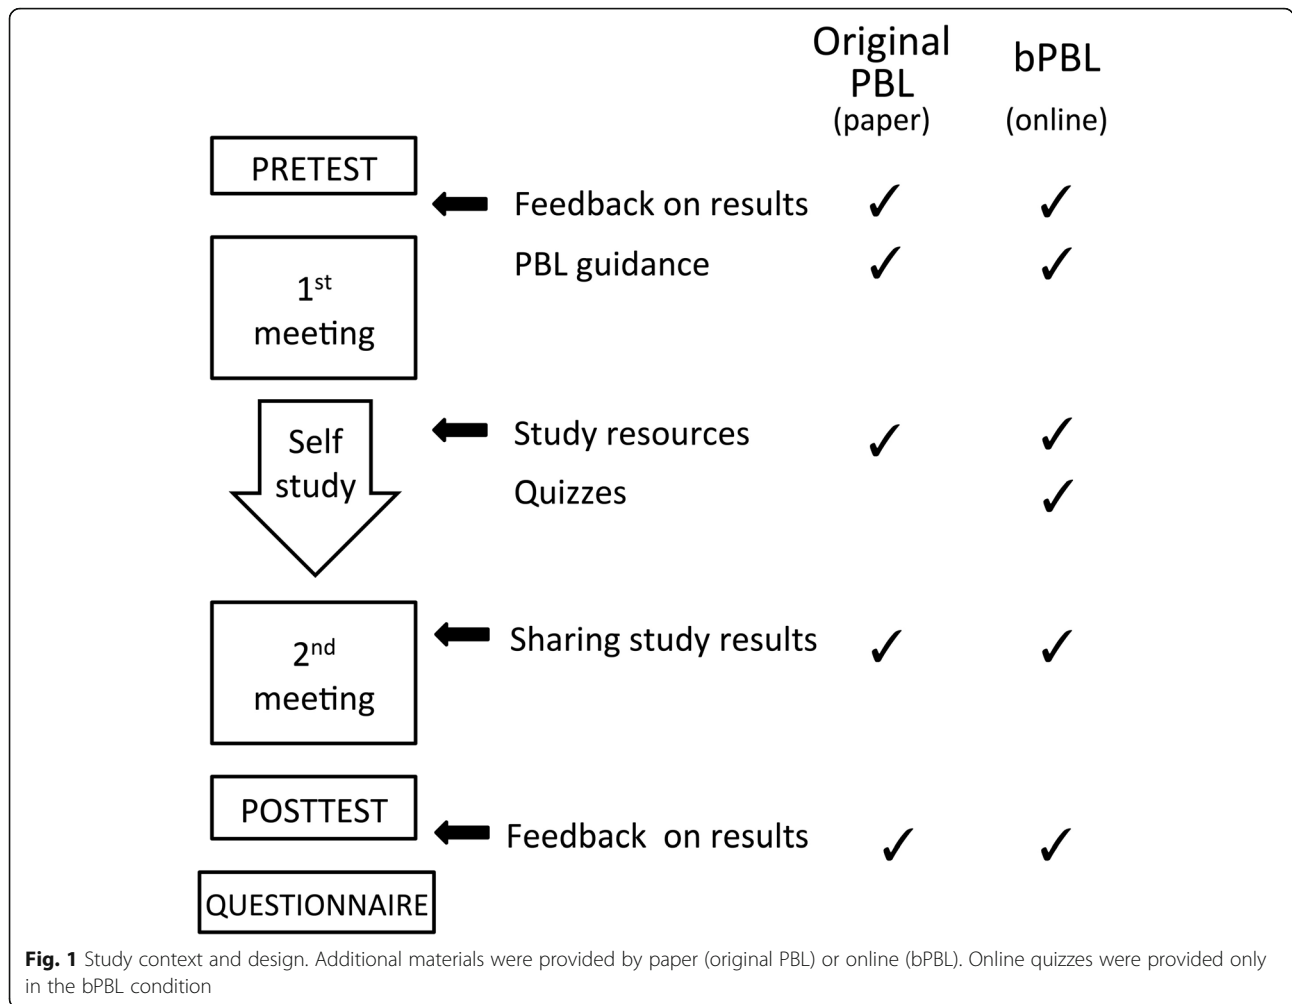 Original
PBL
(paper)
bPBL
(online)
PRETEST
Feedback on results ✓ ✓
1st
meeting
PBL guidance ✓ ✓
Self
study
Study resources ✓ ✓
Quizzes ✓
2nd
meeting
Sharing study results ✓ ✓
POSTTEST
Feedback on results ✓ ✓
QUESTIONNAIRE
Fig. 1 Study context and design. Additional materials were provided by paper (original PBL) or online (bPBL). Online quizzes were provided only
in the bPBL condition